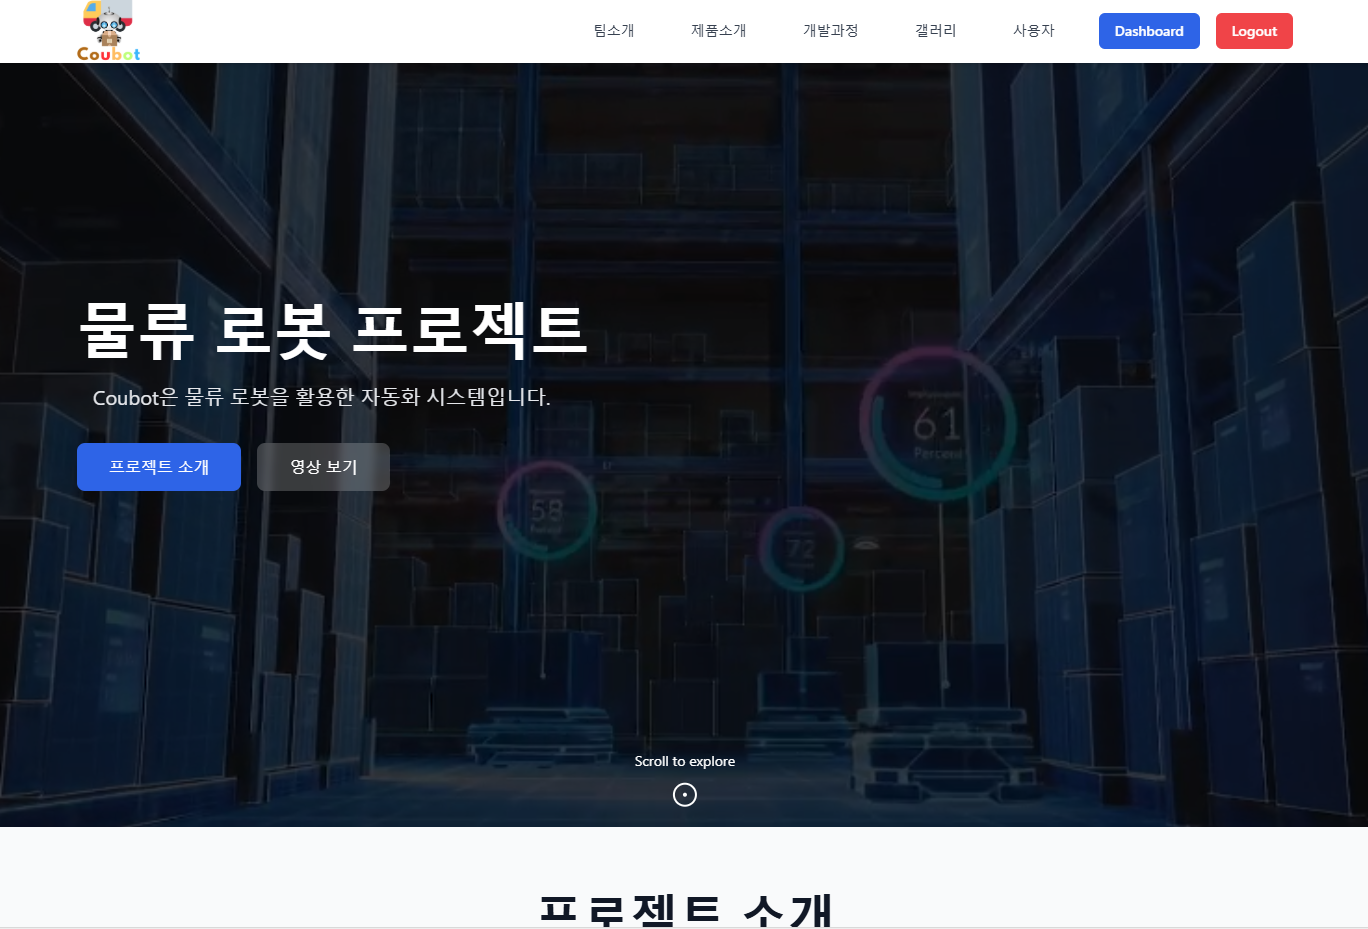 Coubot
팀소개 제품소개 개발과정 갤러리 사용자 Dashboard Logout
물류 로봇 프로젝트
Coubot은 물류 로봇을 활용한 자동화 시스템입니다.
프로젝트 소개 영상 보기
61
Percent
58
72
Scroll to explore
프로젝트 소개